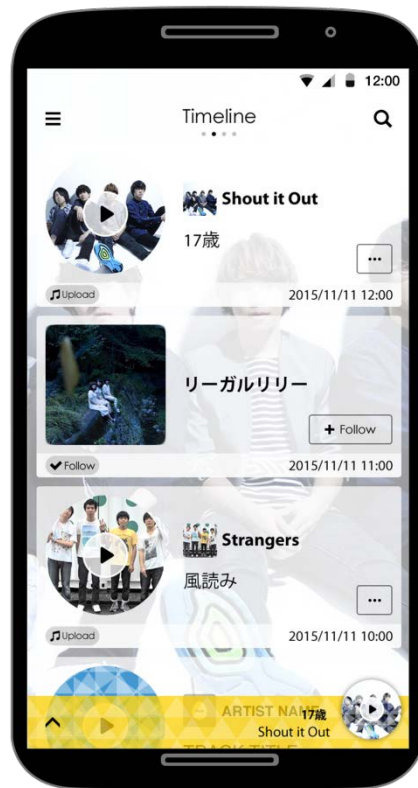 12:00
Timeline
Shout it Out
17歳
Upload
2015/11/11 12:00
リーガルリリー
+ Follow
Follow
2015/11/11 11:00
Strangers
風読み
Upload
2015/11/11 10:00
ARTIST NAME
17歳
Shout it Out
TRACK TITLE